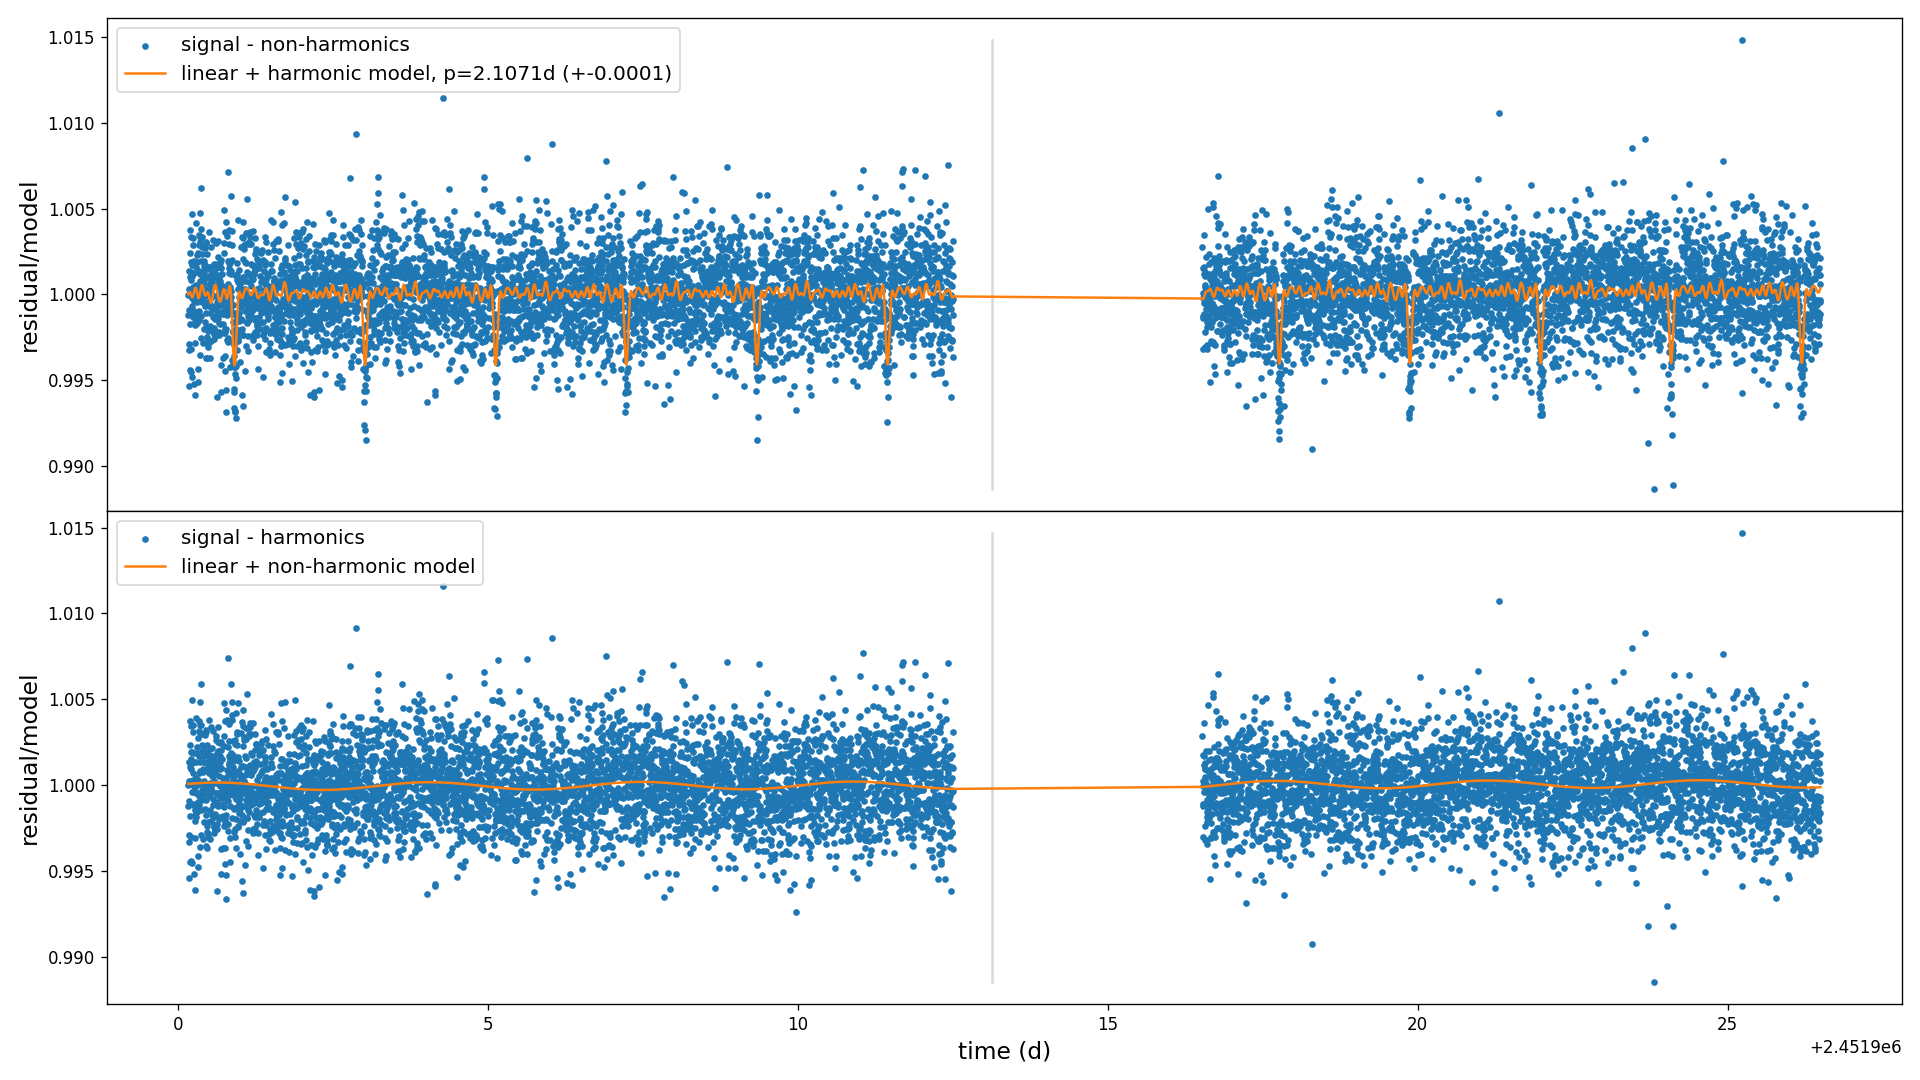 1.015
1.010
1.005
1.000
0.995
0.990
residual/model
signal - non-harmonics
linear + harmonic model, p=2.1071d (+-0.0001)
1.015
1.010
1.005
1.000
0.995
0.990
residual/model
signal - harmonics
linear + non-harmonic model
0
5
10
15
20
25
time (d)
+2.4519e6